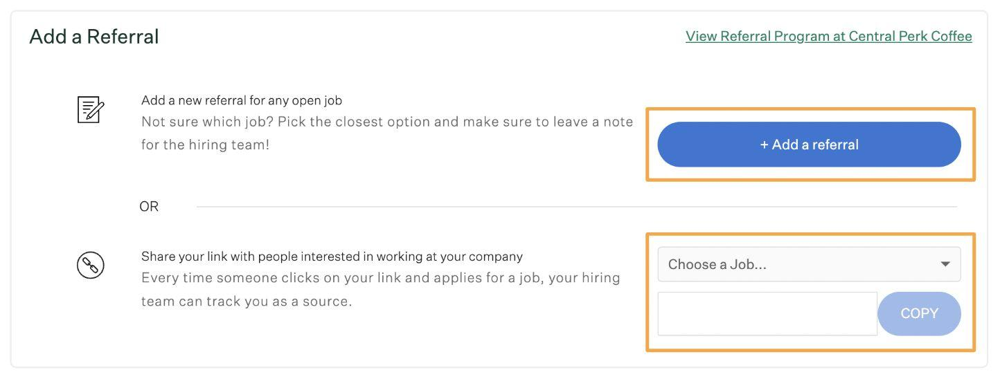 Add a Referral
View Referral Program at Central Perk Coffee
Add a new referral for any open job
Not sure which job? Pick the closest option and make sure to leave a note
for the hiring team!
+ Add a referral
OR
Share your link with people interested in working at your company
Every time someone clicks on your link and applies for a job, your hiring
team can track you as a source.
Choose a Job...
COPY